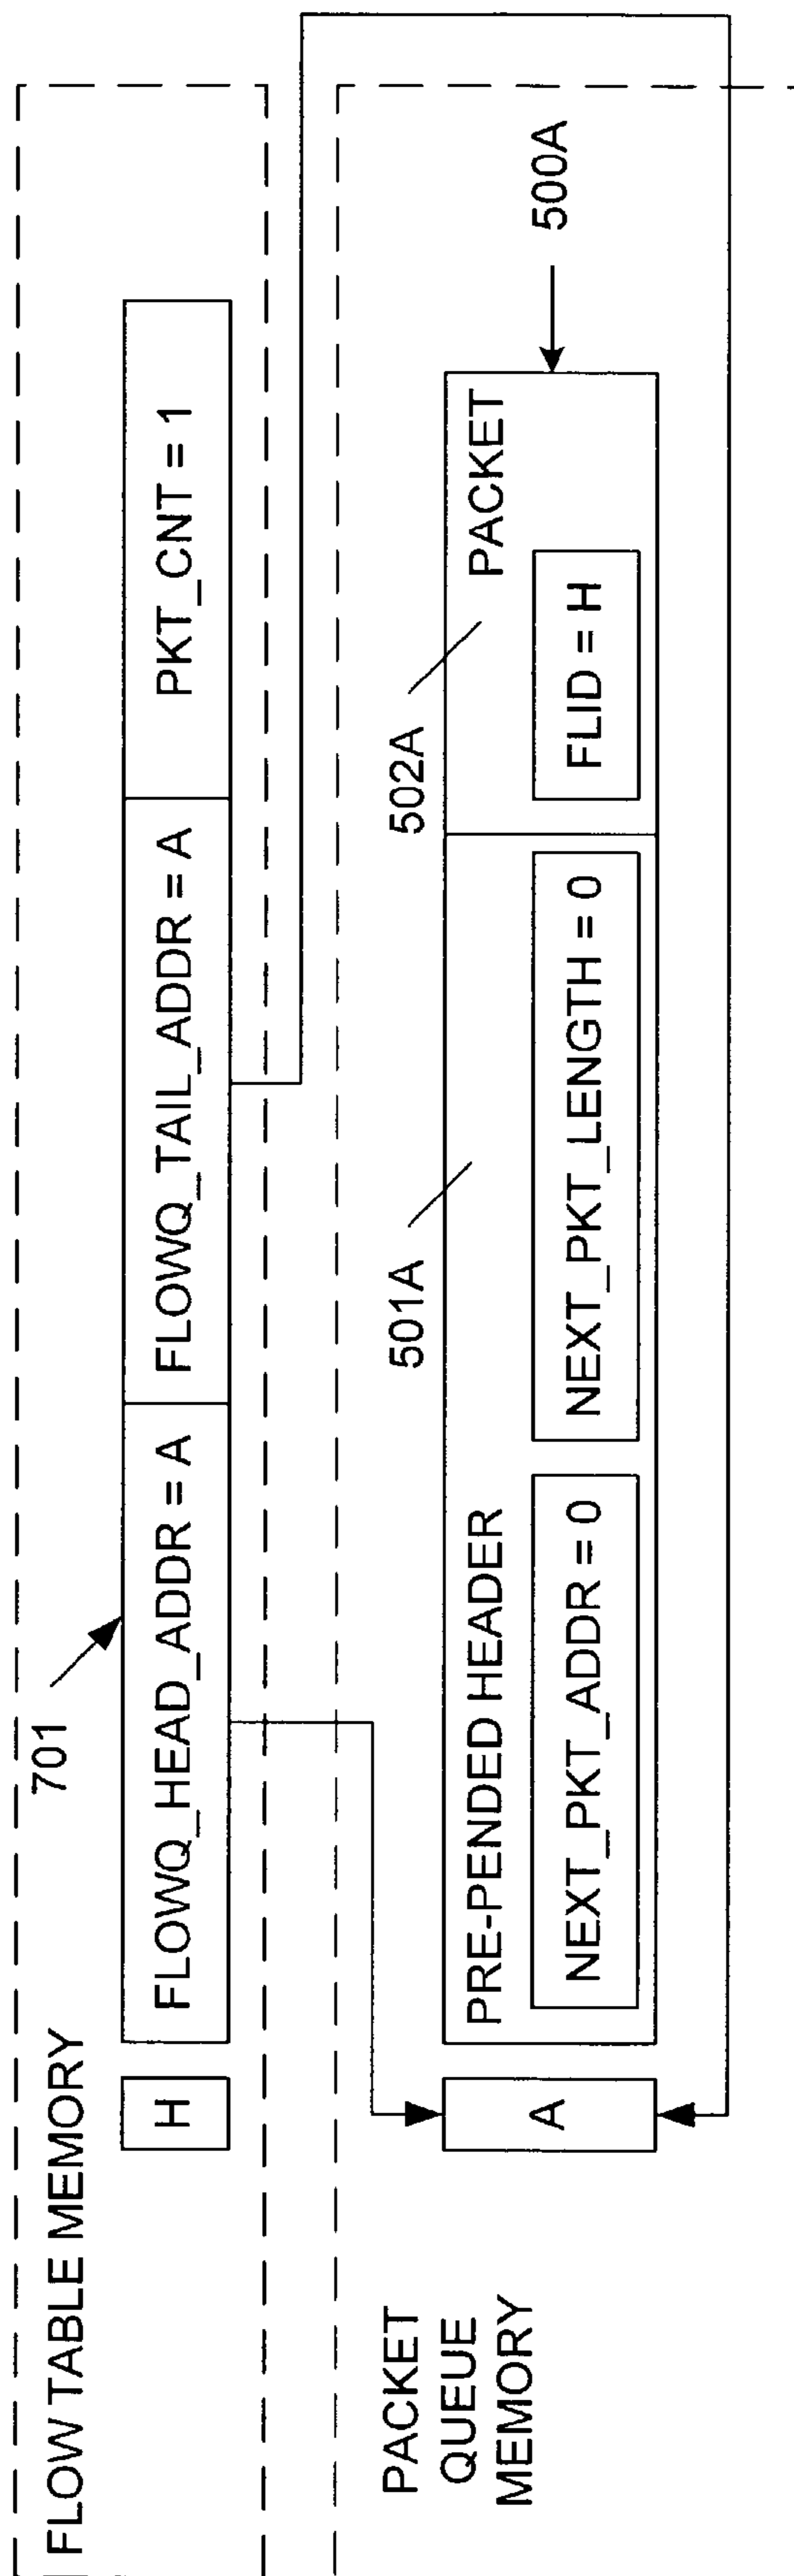 FLOW TABLE MEMORY
701
H
FLOWQ_HEAD_ADDR = A
FLOWQ_TAIL_ADDR = A
PKT_CNT = 1
PACKET
QUEUE
MEMORY
501A
502A
500A
A
PRE-PENDED HEADER
PACKET
NEXT_PKT_ADDR = 0
NEXT_PKT_LENGTH = 0
FLID = H